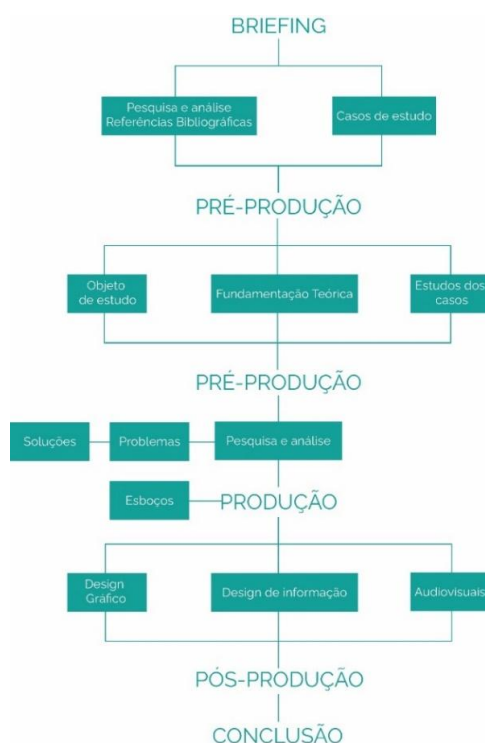 BRIEFING
Pesquisa e análise
Referências Bibliográficas
Casos de estudo
PRÉ-PRODUÇÃO
Objeto
de estudo
Fundamentação Teórica
Estudos dos
casos
PRÉ-PRODUÇÃO
Soluções
Problemas
Pesquisa e análise
Esboços
PRODUÇÃO
Design
Gráfico
Design de informação
Audiovisuais
PÓS-PRODUÇÃO
CONCLUSÃO